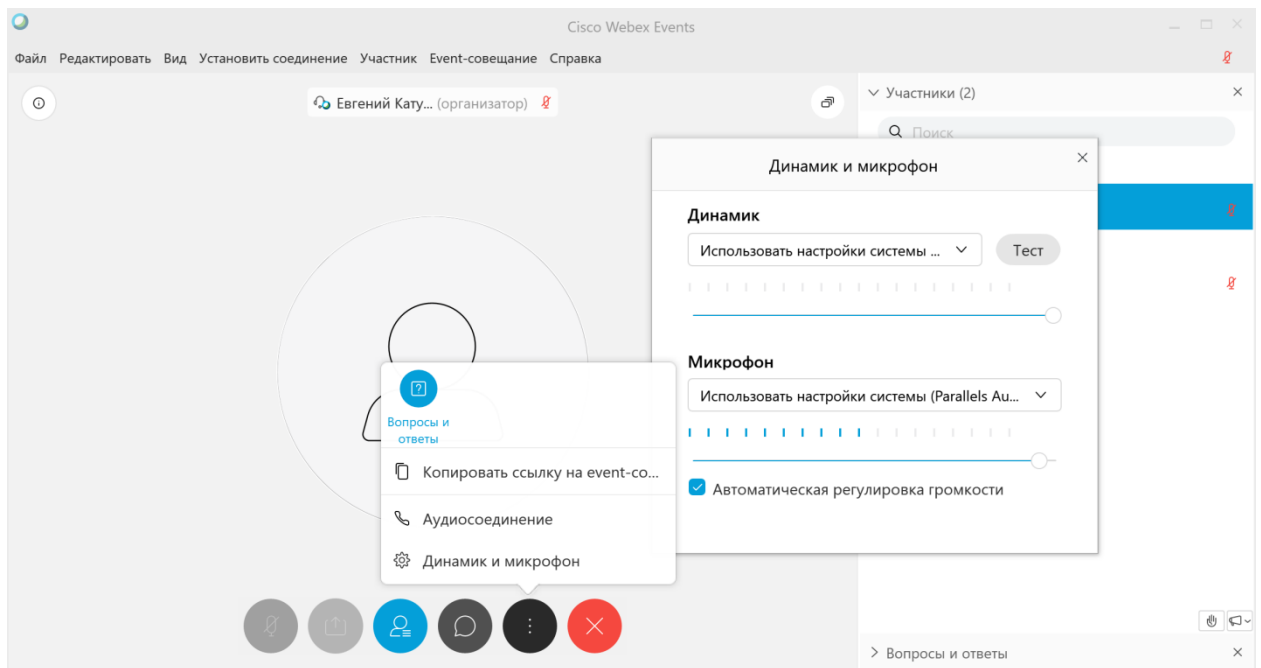 Cisco Webex Events
Файл Редактировать Вид Установить соединение Участник Event-совещание Справка
Евгений Кату... (организатор)
Участники (2)
Поиск
Динамик и микрофон
Динамик
Использовать настройки системы ...
Тест
Микрофон
Использовать настройки системы (Parallels Au...
Автоматическая регулировка громкости
Вопросы и
ответы
Копировать ссылку на event-со...
Аудиосоединение
Динамик и микрофон
Вопросы и ответы